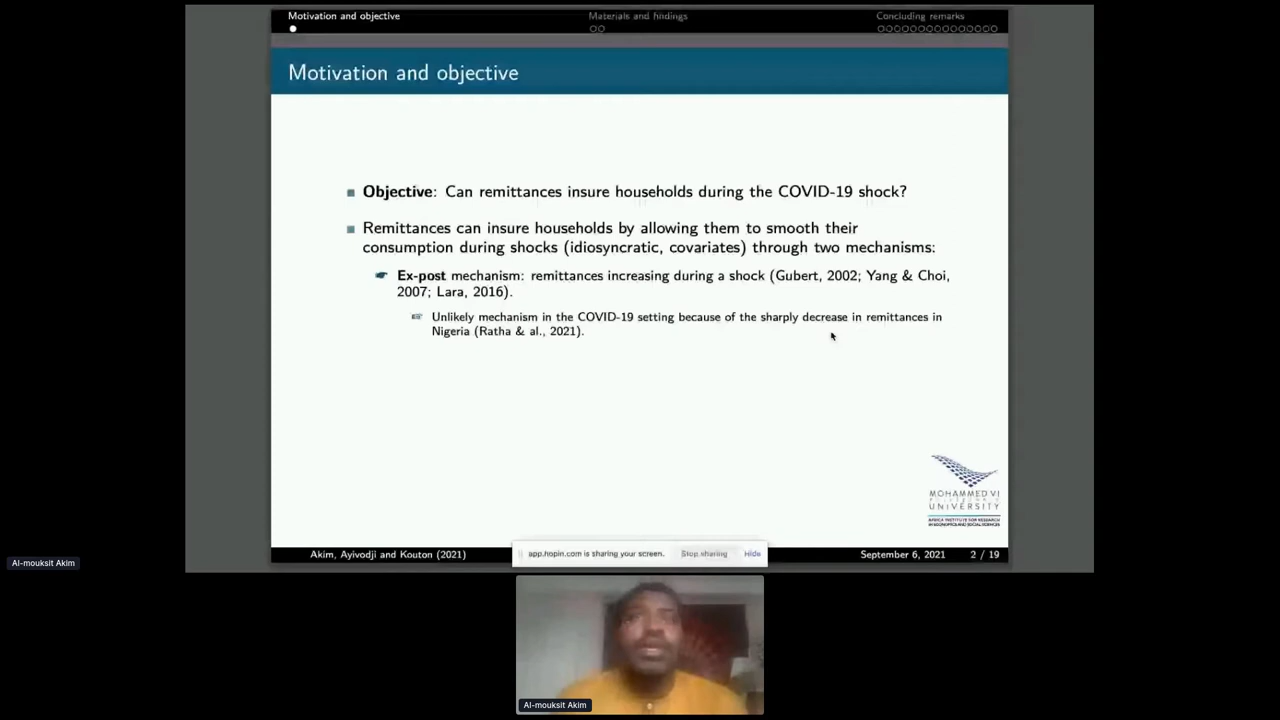 Motivation and objective
Materials and findings
Concluding remarks
Motivation and objective
Objective: Can remittances insure households during the COVID-19 shock?
Remittances can insure households by allowing them to smooth their
consumption during shocks (idiosyncratic, covariates) through two mechanisms:
Ex-post mechanism: remittances increasing during a shock (Gubert, 2002; Yang & Choi,
2007; Lara, 2016).
Unlikely mechanism in the COVID-19 setting because of the sharply decrease in remittances in
Nigeria (Ratha & al., 2021).
MOHAMMED VI
POLYTECHNIC
UNIVERSITY
AFRICA INSTITUTE FOR RESEARCH
IN ECONOMICS AND SOCIAL SCIENCES
Akim, Ayivodji and Kouton (2021)
September 6, 2021
2 / 19
app.hopin.com is sharing your screen.
Stop sharing
Hide
Al-mouksit Akim
Al-mouksit Akim